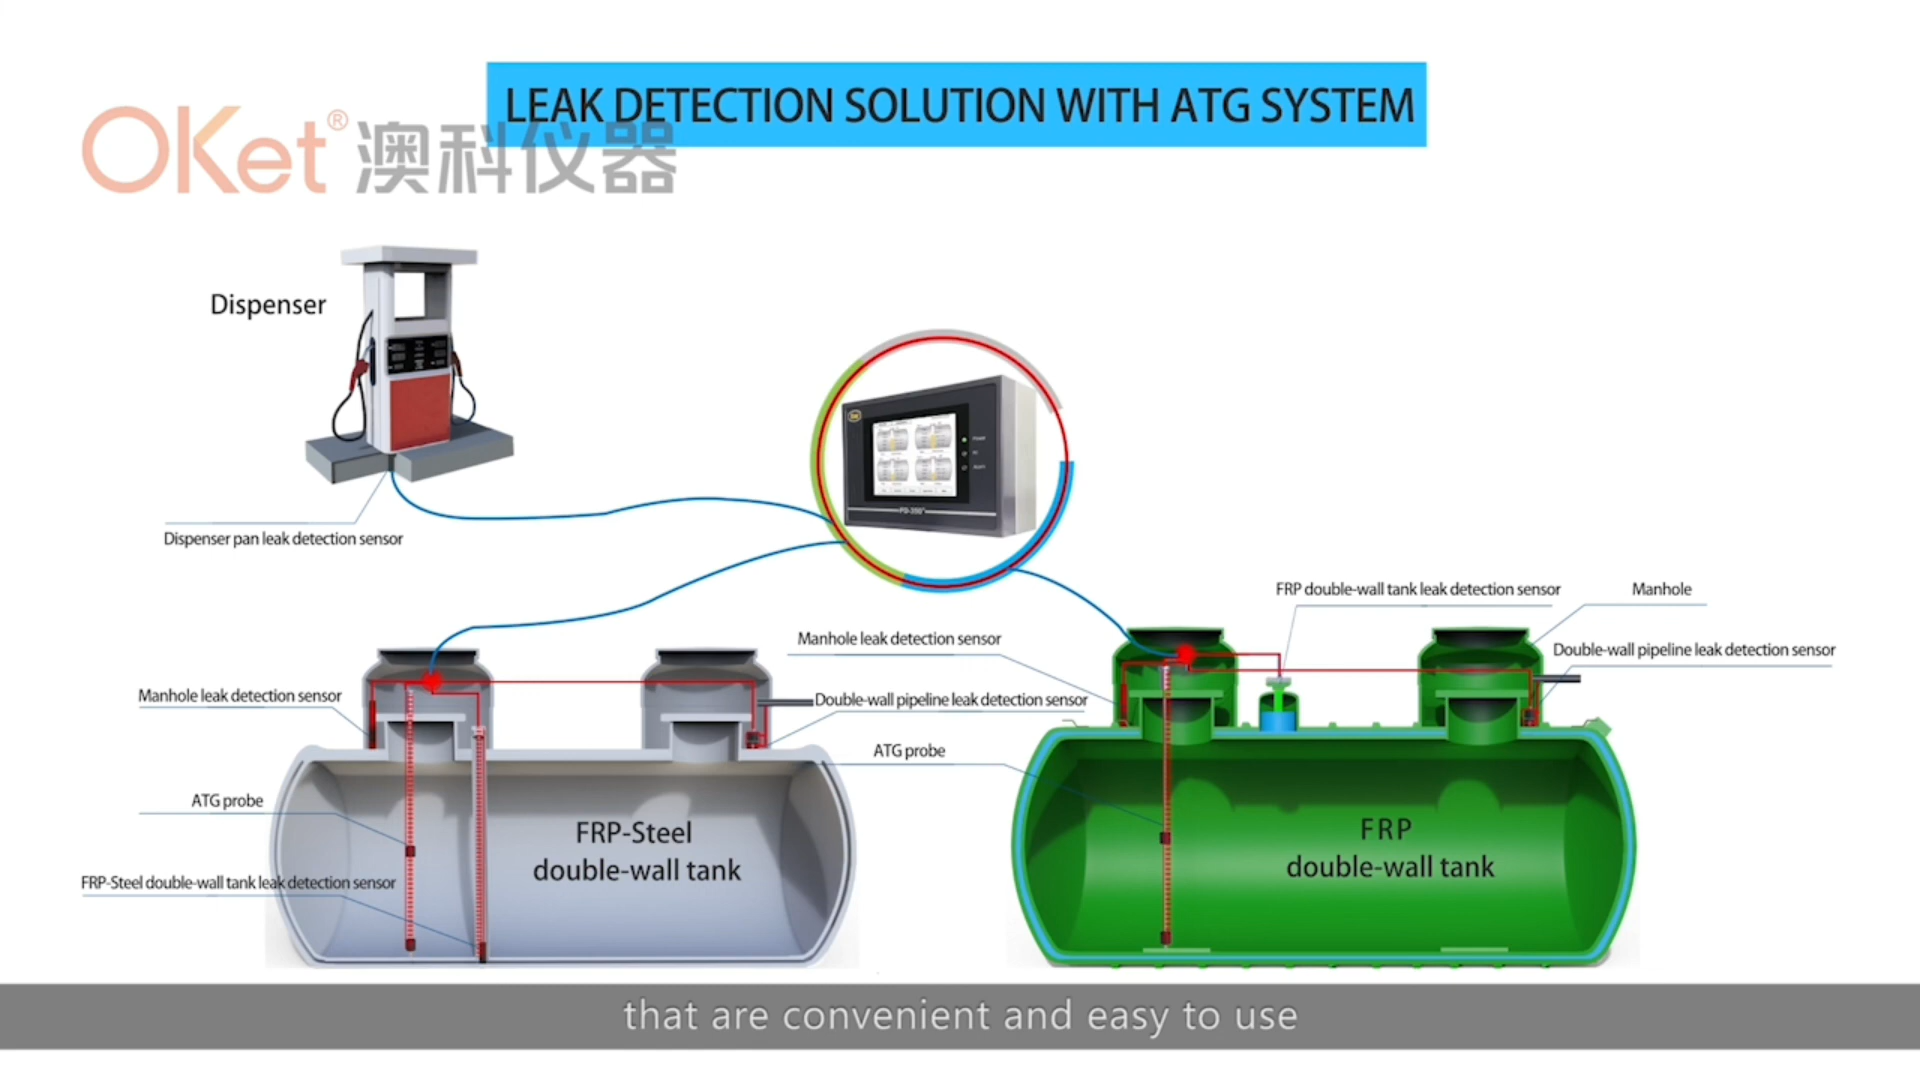 LEAK DETECTION SOLUTION WITH ATG SYSTEM
OKet® 澳科仪器
Dispenser
Dispenser pan leak detection sensor
FRP double-wall tank leak detection sensor
Manhole
Manhole leak detection sensor
Double-wall pipeline leak detection sensor
Manhole leak detection sensor
Double-wall pipeline leak detection sensor
ATG probe
ATG probe
FRP-Steel
double-wall tank
FRP
double-wall tank
FRP-Steel double-wall tank leak detection sensor
that are convenient and easy to use